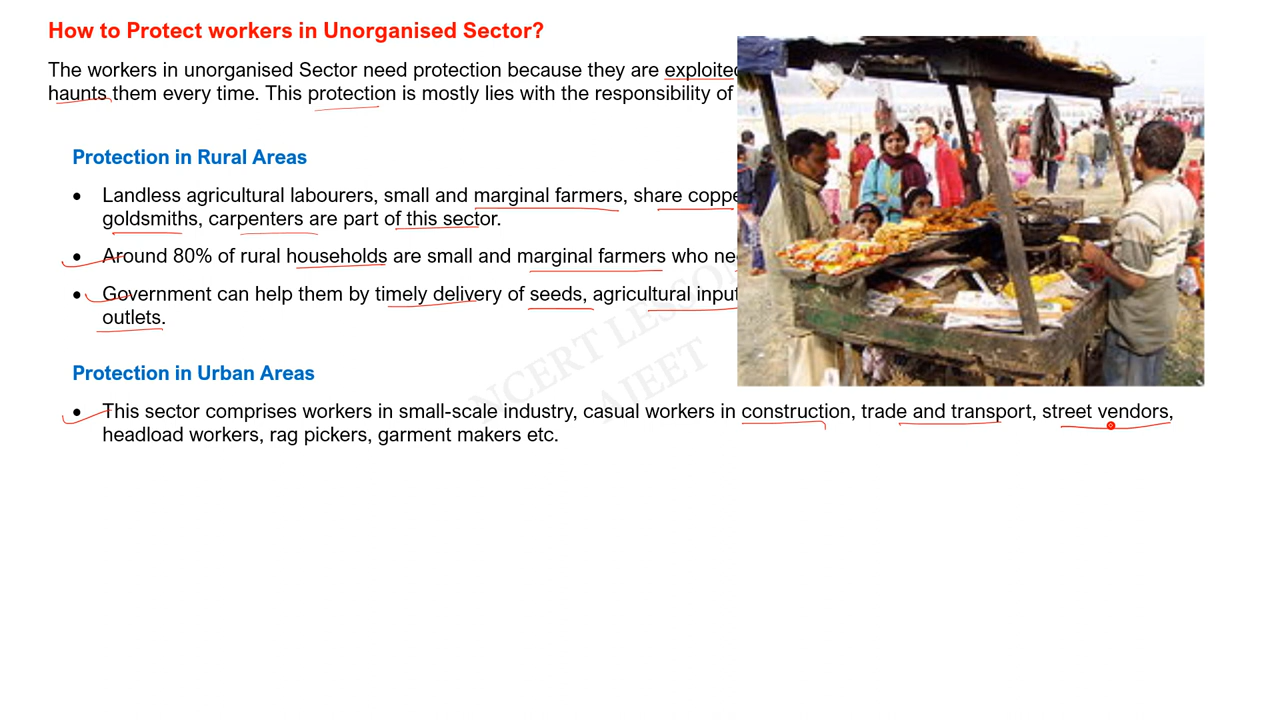 How to Protect workers in Unorganised Sector?
The workers in unorganised Sector need protection because they are exploited
haunts them every time. This protection is mostly lies with the responsibility of
Protection in Rural Areas
• Landless agricultural labourers, small and marginal farmers, share coppe
goldsmiths, carpenters are part of this sector.
• Around 80% of rural households are small and marginal farmers who ne
• Government can help them by timely delivery of seeds, agricultural input
outlets.
NCERT LESSO
AIEET
Protection in Urban Areas
• This sector comprises workers in small-scale industry, casual workers in construction, trade and transport, street vendors,
headload workers, rag pickers, garment makers etc.